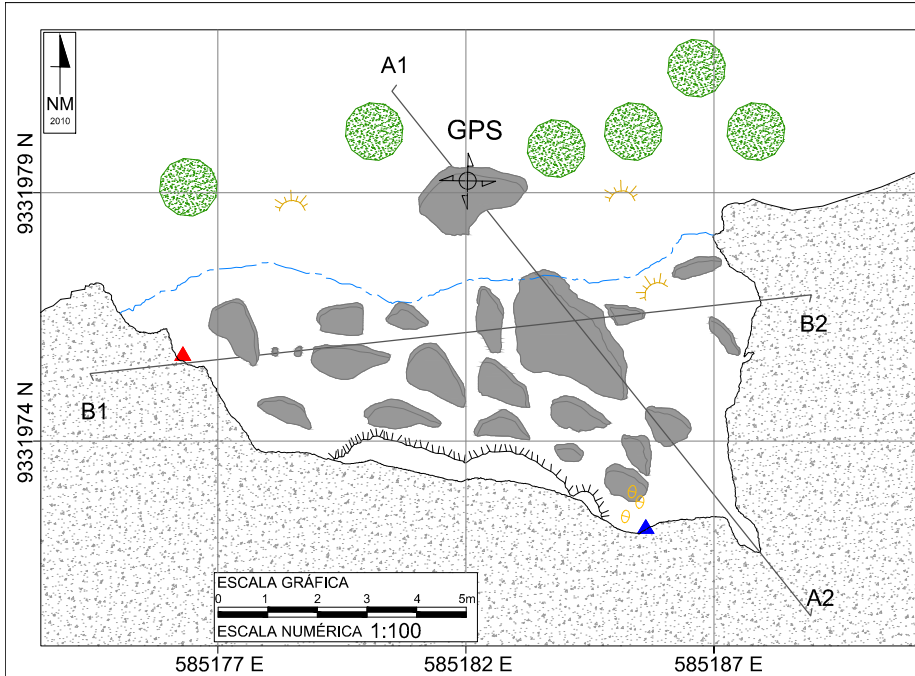 A1
NM
2010
GPS
9331979 N
B2
B1
9331974 N
ESCALA GRÁFICA
0 1 2 3 4 5m
ESCALA NUMÉRICA 1:100
A2
585177 E
585182 E
585187 E